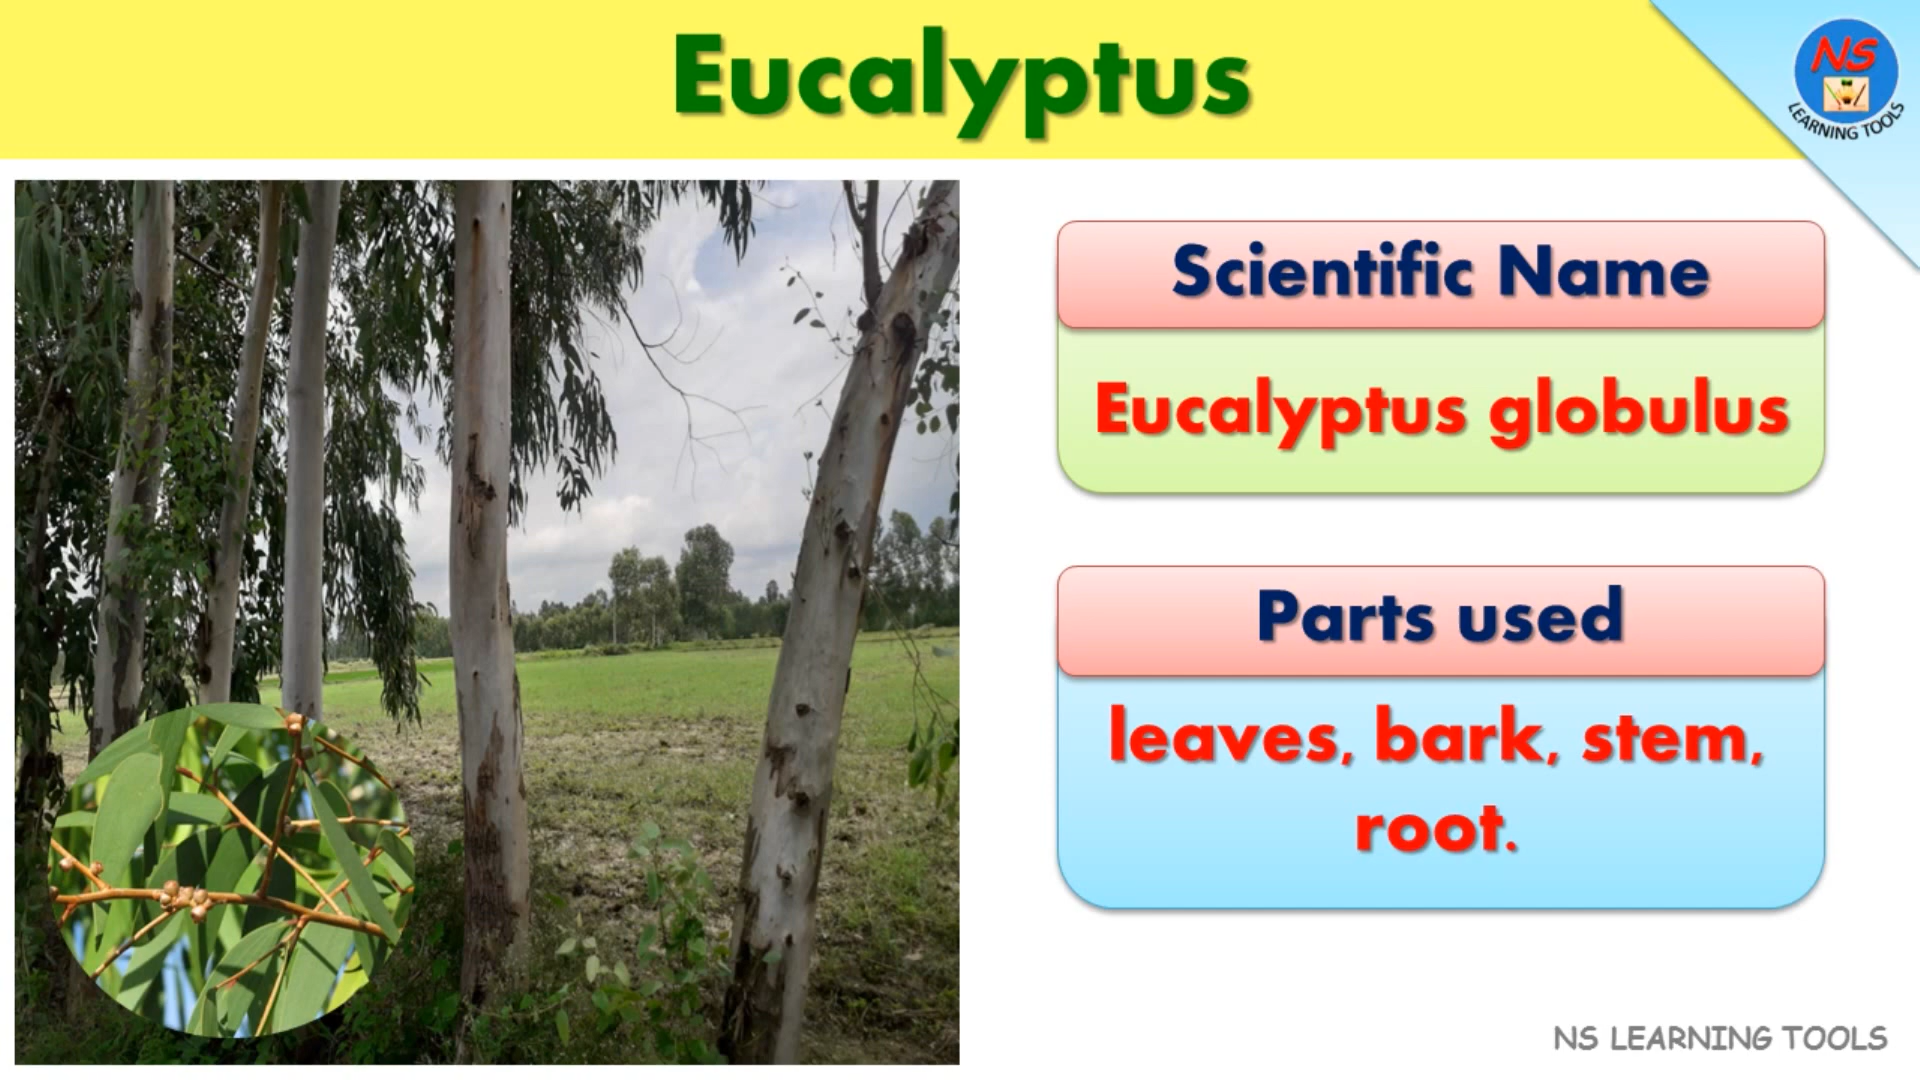 Eucalyptus
NS
LEARNING TOOLS
Scientific Name
Eucalyptus globulus
Parts used
leaves, bark, stem,
root.
NS LEARNING TOOLS